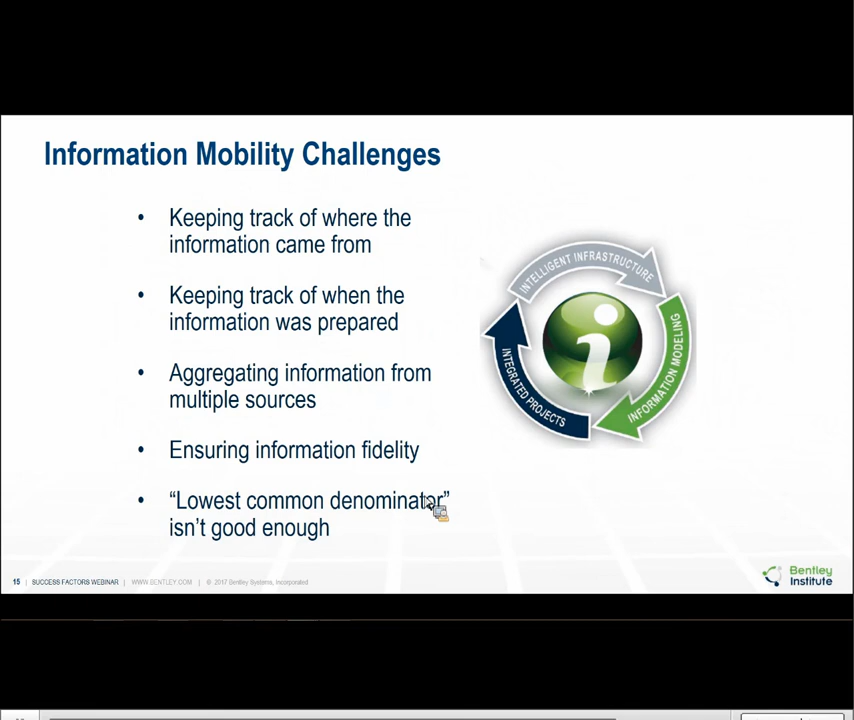 Information Mobility Challenges
• Keeping track of where the
information came from
• Keeping track of when the
information was prepared
• Aggregating information from
multiple sources
• Ensuring information fidelity
• “Lowest common denominator”
isn’t good enough
INTELLIGENT INFRASTRUCTURE
INFORMATION MODELING
INTEGRATED PROJECTS
i
15 | SUCCESS FACTORS WEBINAR | WWW.BENTLEY.COM | © 2017 Bentley Systems, Incorporated
Bentley
Institute